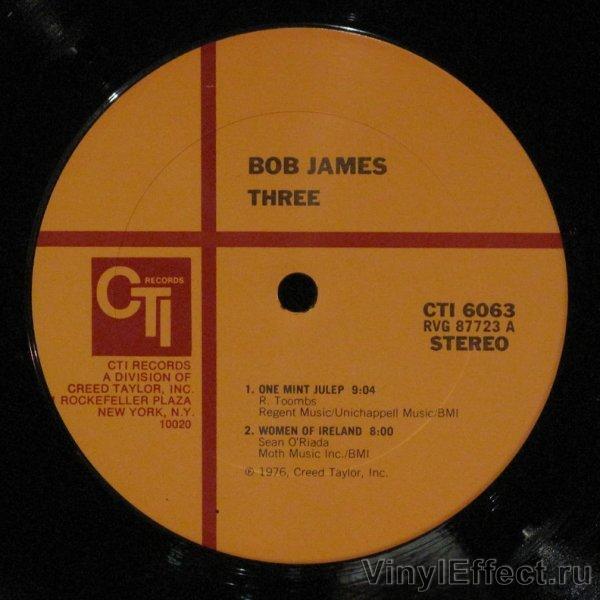 BOB JAMES
THREE
CTI
RECORDS
CTI RECORDS
A DIVISION OF
CREED TAYLOR, INC.
1 ROCKEFELLER PLAZA
NEW YORK, N.Y.
10020
CTI 6063
RVG 87723 A
STEREO
1. ONE MINT JULEP 9:04
R. Toombs
Regent Music/Unichappell Music/BMI
2. WOMEN OF IRELAND 8:00
Sean O'Riada
Moth Music Inc./BMI
℗ 1976, Creed Taylor, Inc.
VinylEffect.ru